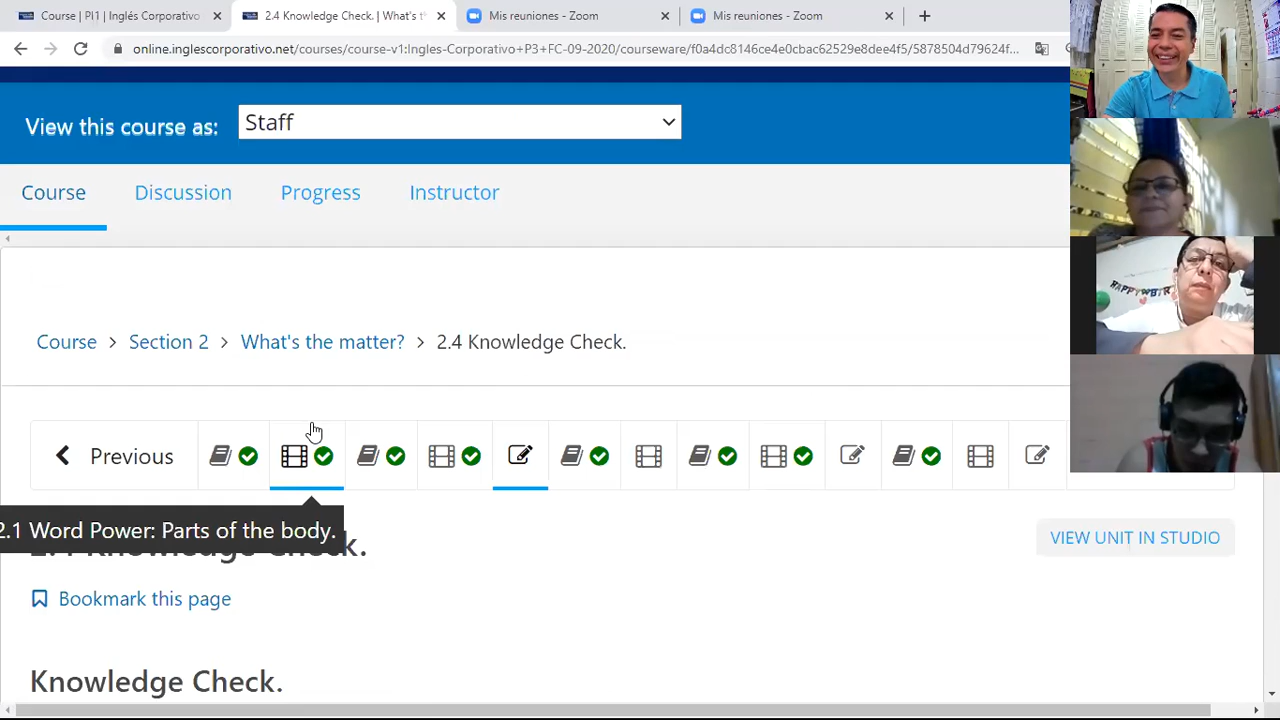 Course | PI1 | Inglés Corporativo
2.4 Knowledge Check. | What's t
Mis reuniones - Zoom
Mis reuniones - Zoom
online.inglescorporativo.net/courses/course-v1:Ingles-Corporativo+P3+FC-09-2020/courseware/f0a4dc8146ce4e0cbac62529e8dee4f5/5878504d79624f...
View this course as:
Staff
Course
Discussion
Progress
Instructor
Course > Section 2 > What's the matter? > 2.4 Knowledge Check.
Previous
2.1 Word Power: Parts of the body.
VIEW UNIT IN STUDIO
Bookmark this page
Knowledge Check.